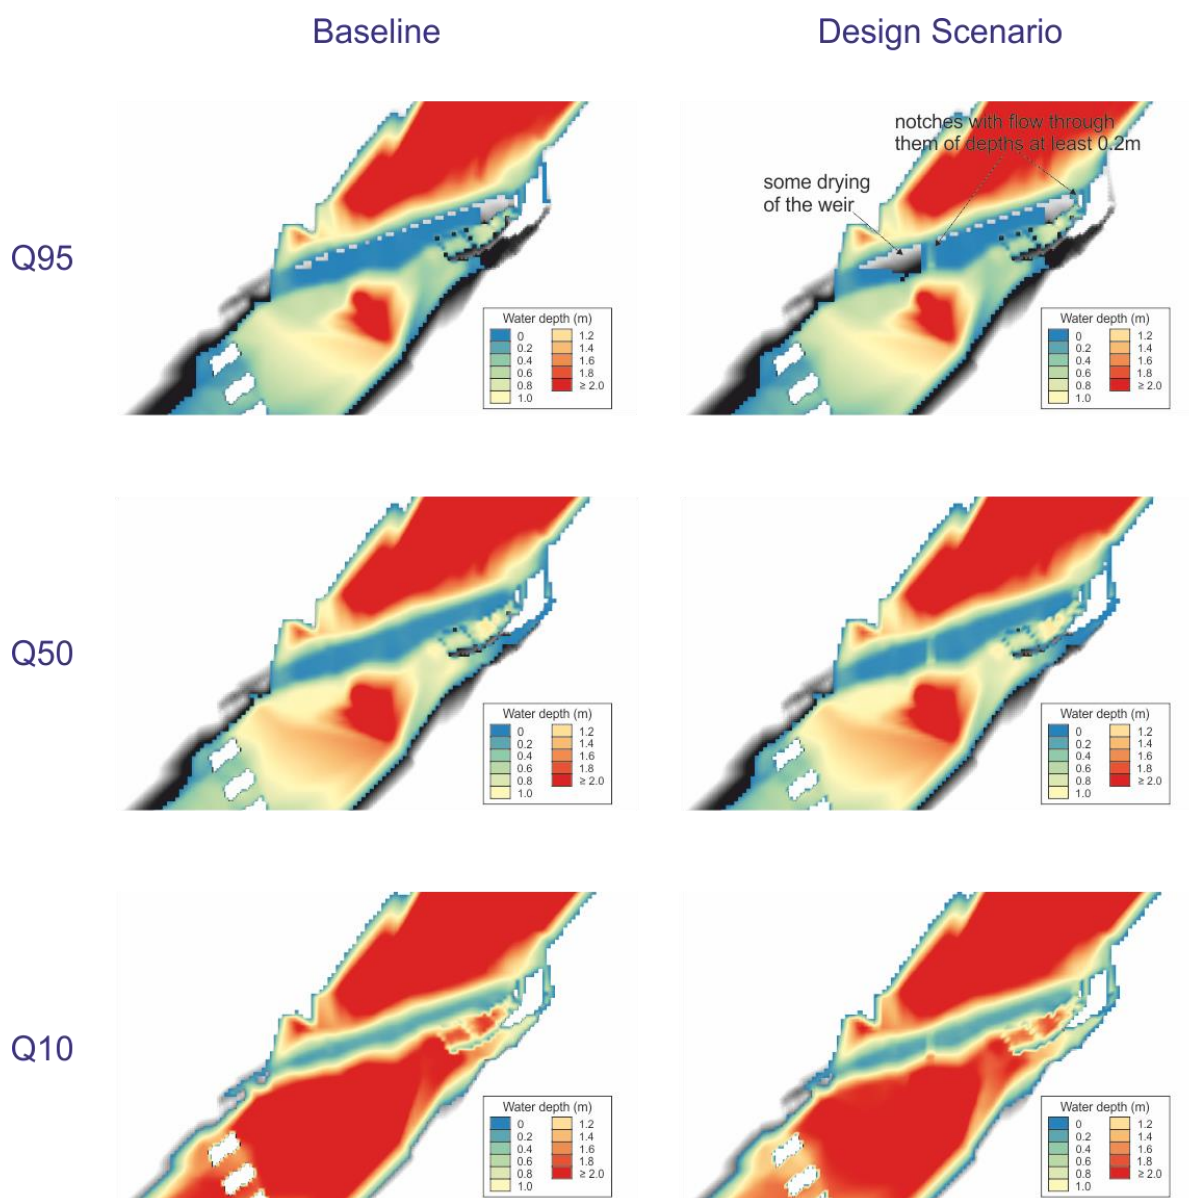 Baseline
Design Scenario
Q95
notches with flow through
them of depths at least 0.2m
some drying
of the weir
Water depth (m)
0 1.2
0.2 1.4
0.4 1.6
0.6 1.8
0.8 ≥ 2.0
1.0
Water depth (m)
0 1.2
0.2 1.4
0.4 1.6
0.6 1.8
0.8 ≥ 2.0
1.0
Q50
Water depth (m)
0 1.2
0.2 1.4
0.4 1.6
0.6 1.8
0.8 ≥ 2.0
1.0
Water depth (m)
0 1.2
0.2 1.4
0.4 1.6
0.6 1.8
0.8 ≥ 2.0
1.0
Q10
Water depth (m)
0 1.2
0.2 1.4
0.4 1.6
0.6 1.8
0.8 ≥ 2.0
1.0
Water depth (m)
0 1.2
0.2 1.4
0.4 1.6
0.6 1.8
0.8 ≥ 2.0
1.0